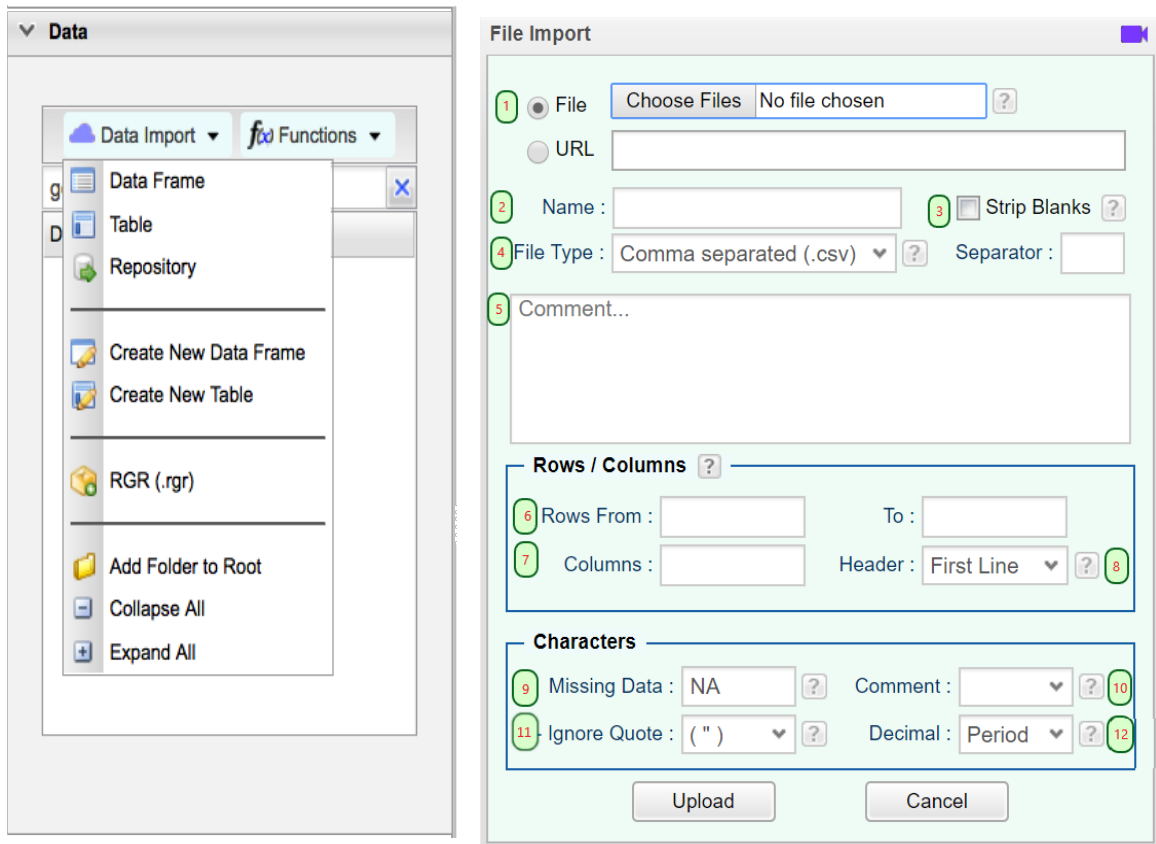 Data
Data Import f(x) Functions
g
D
Data Frame
Table
Repository
Create New Data Frame
Create New Table
RGR (.rgr)
Add Folder to Root
Collapse All
Expand All
File Import
1 File Choose Files No file chosen ?
URL
2 Name : 3 Strip Blanks ?
4 File Type : Comma separated (.csv) ? Separator :
5 Comment...
Rows / Columns ?
6 Rows From : To :
7 Columns : Header : First Line ? 8
Characters
9 Missing Data : NA ? Comment : ? 10
11 Ignore Quote : ( " ) ? Decimal : Period ? 12
Upload Cancel